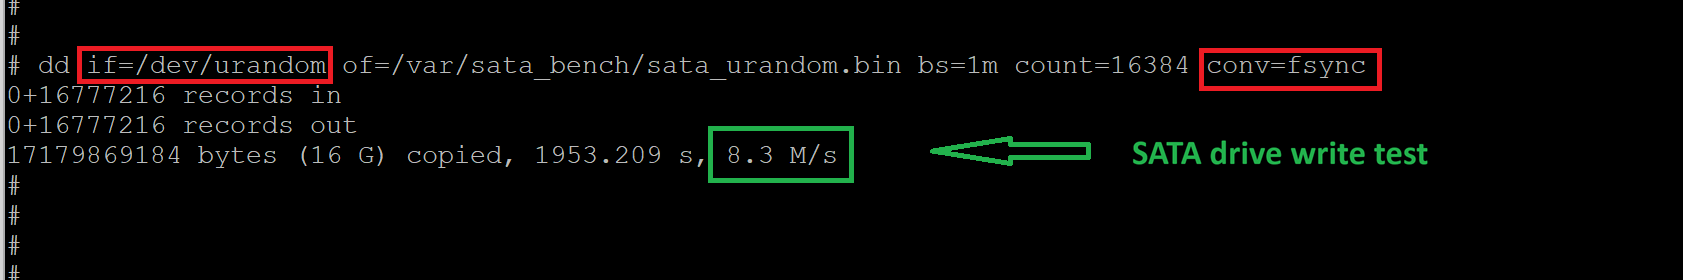 #
#
# dd if=/dev/urandom of=/var/sata_bench/sata_urandom.bin bs=1m count=16384 conv=fsync
0+16777216 records in
0+16777216 records out
17179869184 bytes (16 G) copied, 1953.209 s, 8.3 M/s
SATA drive write test
#
#
#
#